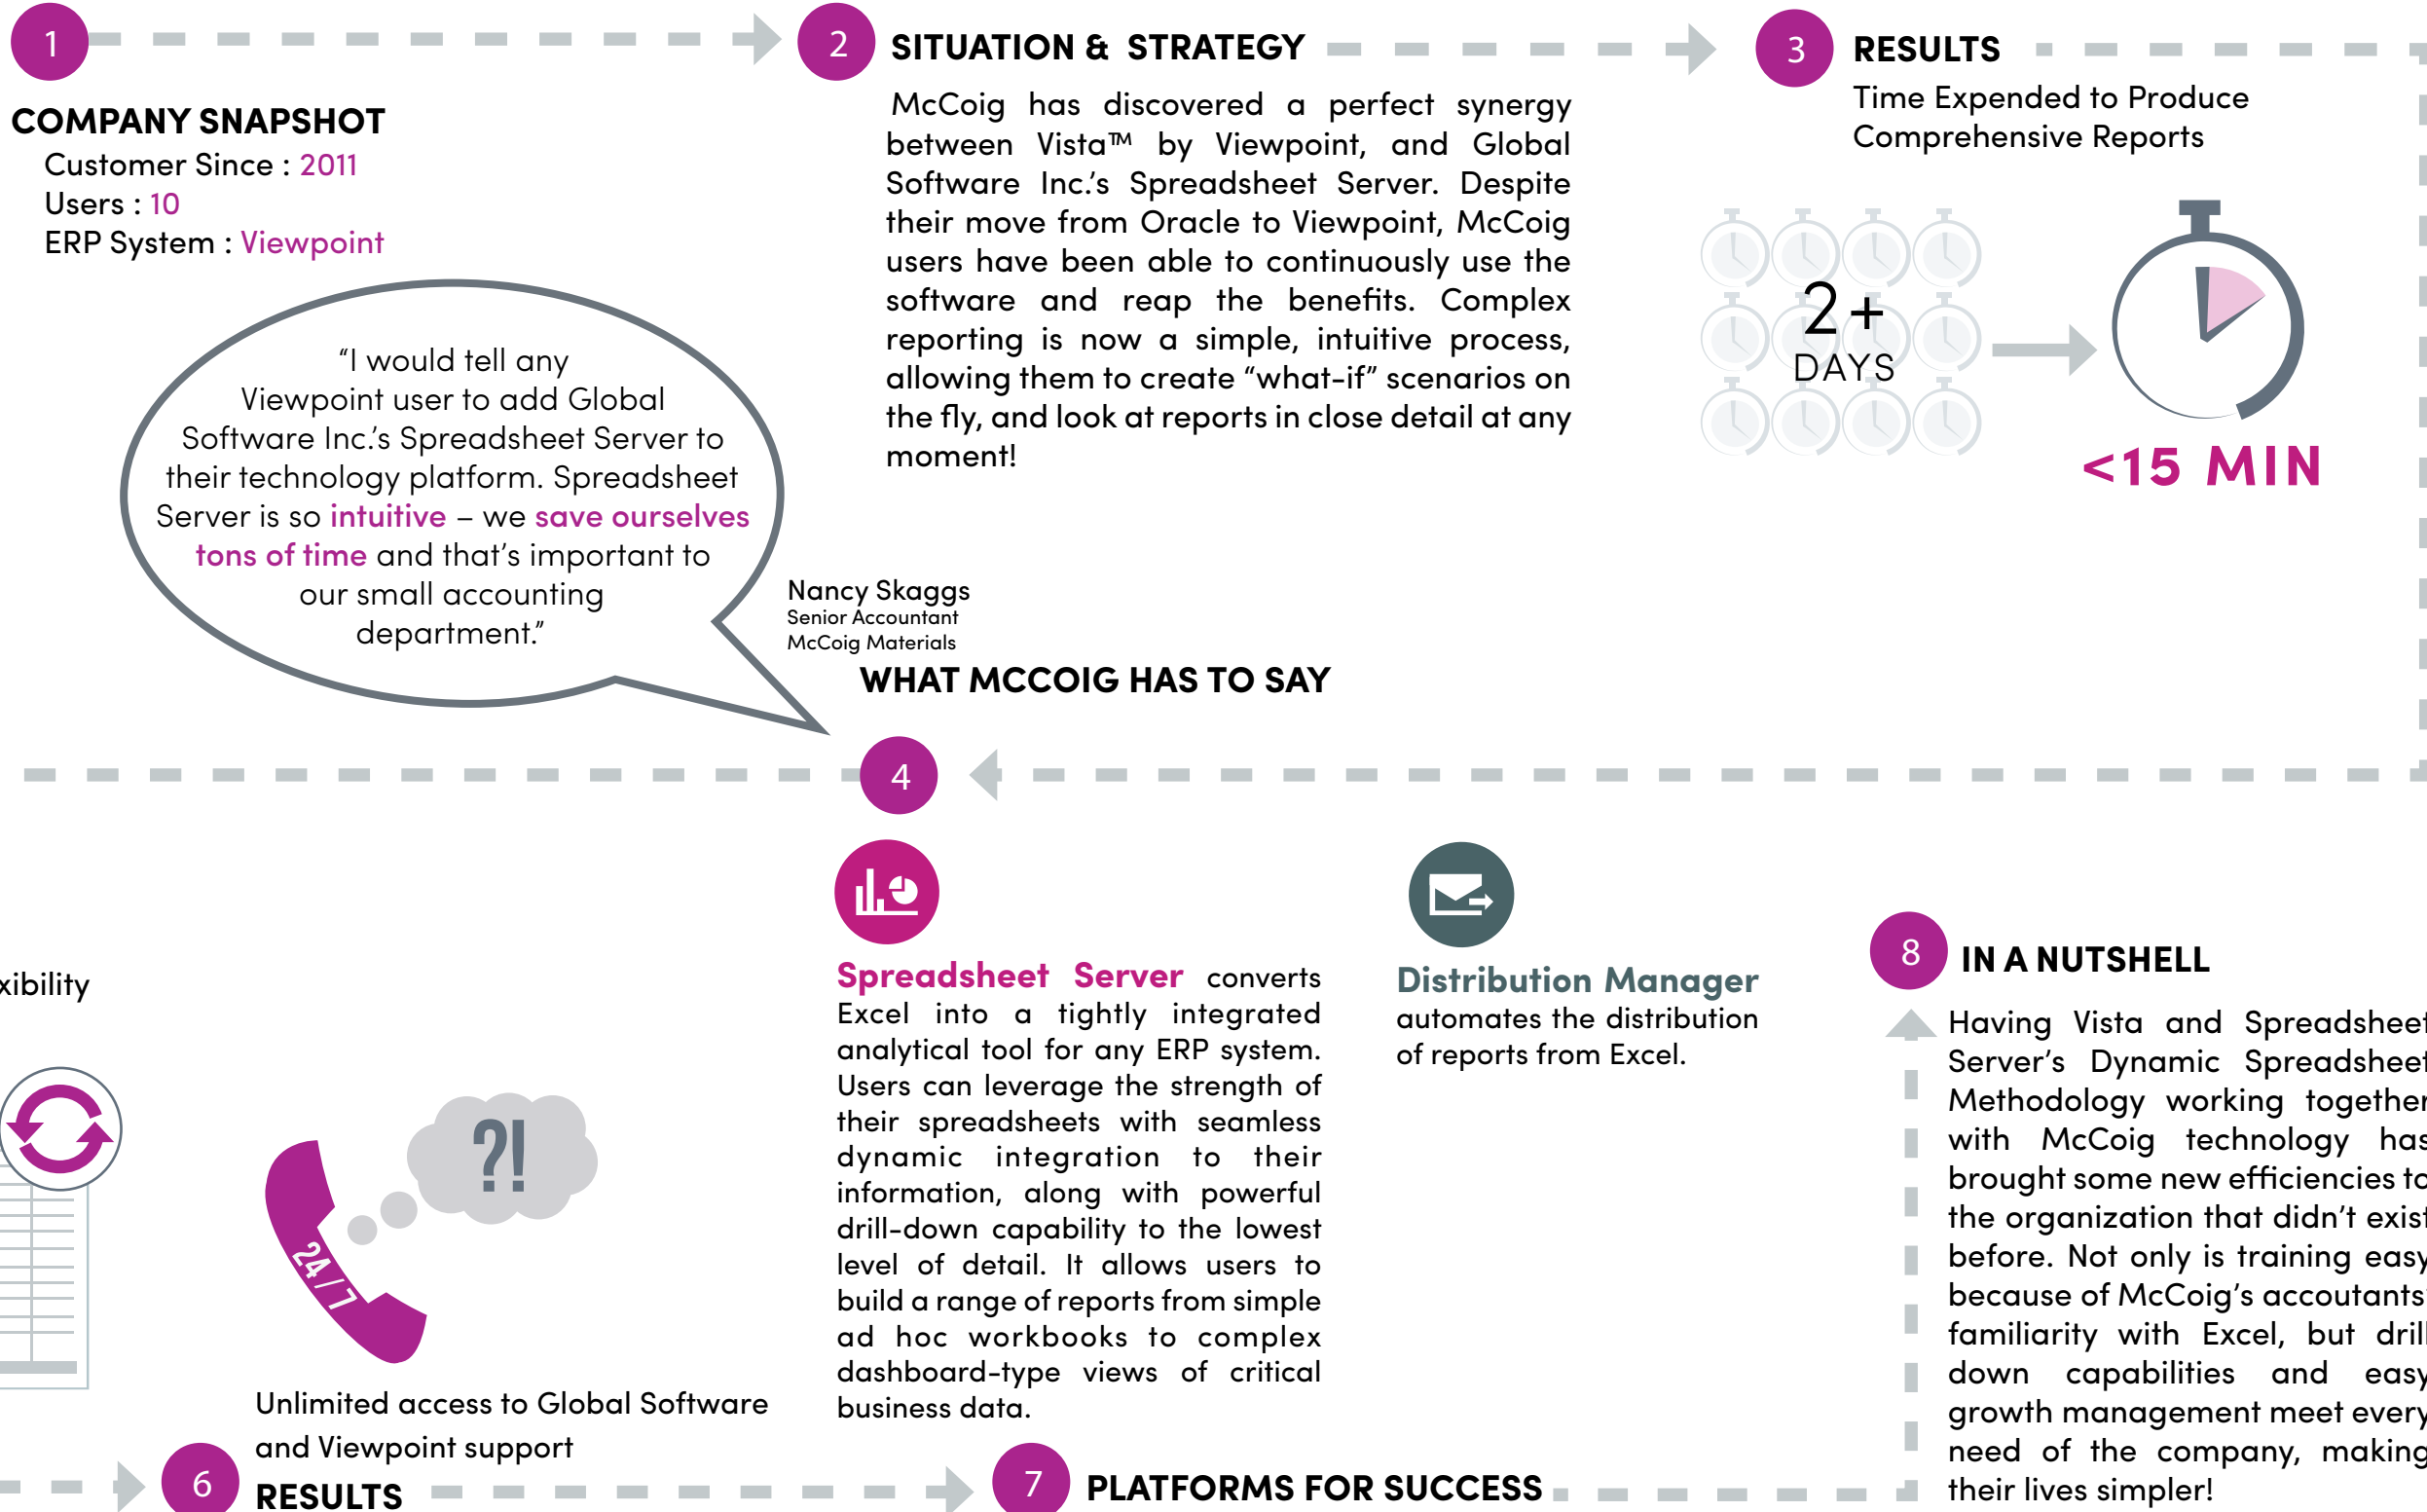 1
COMPANY SNAPSHOT
Customer Since : 2011
Users : 10
ERP System : Viewpoint
2
SITUATION & STRATEGY
McCoig has discovered a perfect synergy
between Vista™ by Viewpoint, and Global
Software Inc.'s Spreadsheet Server. Despite
their move from Oracle to Viewpoint, McCoig
users have been able to continuously use the
software and reap the benefits. Complex
reporting is now a simple, intuitive process,
allowing them to create "what-if" scenarios on
the fly, and look at reports in close detail at any
moment!
3
RESULTS
Time Expended to Produce
Comprehensive Reports
2+
DAYS
<15 MIN
"I would tell any
Viewpoint user to add Global
Software Inc.'s Spreadsheet Server to
their technology platform. Spreadsheet
Server is so intuitive – we save ourselves
tons of time and that's important to
our small accounting
department."
Nancy Skaggs
Senior Accountant
McCoig Materials
WHAT MCCOIG HAS TO SAY
4
xibility
?!
24/7
Unlimited access to Global Software
and Viewpoint support
6
RESULTS
Spreadsheet Server converts
Excel into a tightly integrated
analytical tool for any ERP system.
Users can leverage the strength of
their spreadsheets with seamless
dynamic integration to their
information, along with powerful
drill-down capability to the lowest
level of detail. It allows users to
build a range of reports from simple
ad hoc workbooks to complex
dashboard-type views of critical
business data.
Distribution Manager
automates the distribution
of reports from Excel.
7
PLATFORMS FOR SUCCESS
8
IN A NUTSHELL
Having Vista and Spreadsheet
Server's Dynamic Spreadsheet
Methodology working together
with McCoig technology has
brought some new efficiencies to
the organization that didn't exist
before. Not only is training easy
because of McCoig's accoutants'
familiarity with Excel, but drill
down capabilities and easy
growth management meet every
need of the company, making
their lives simpler!